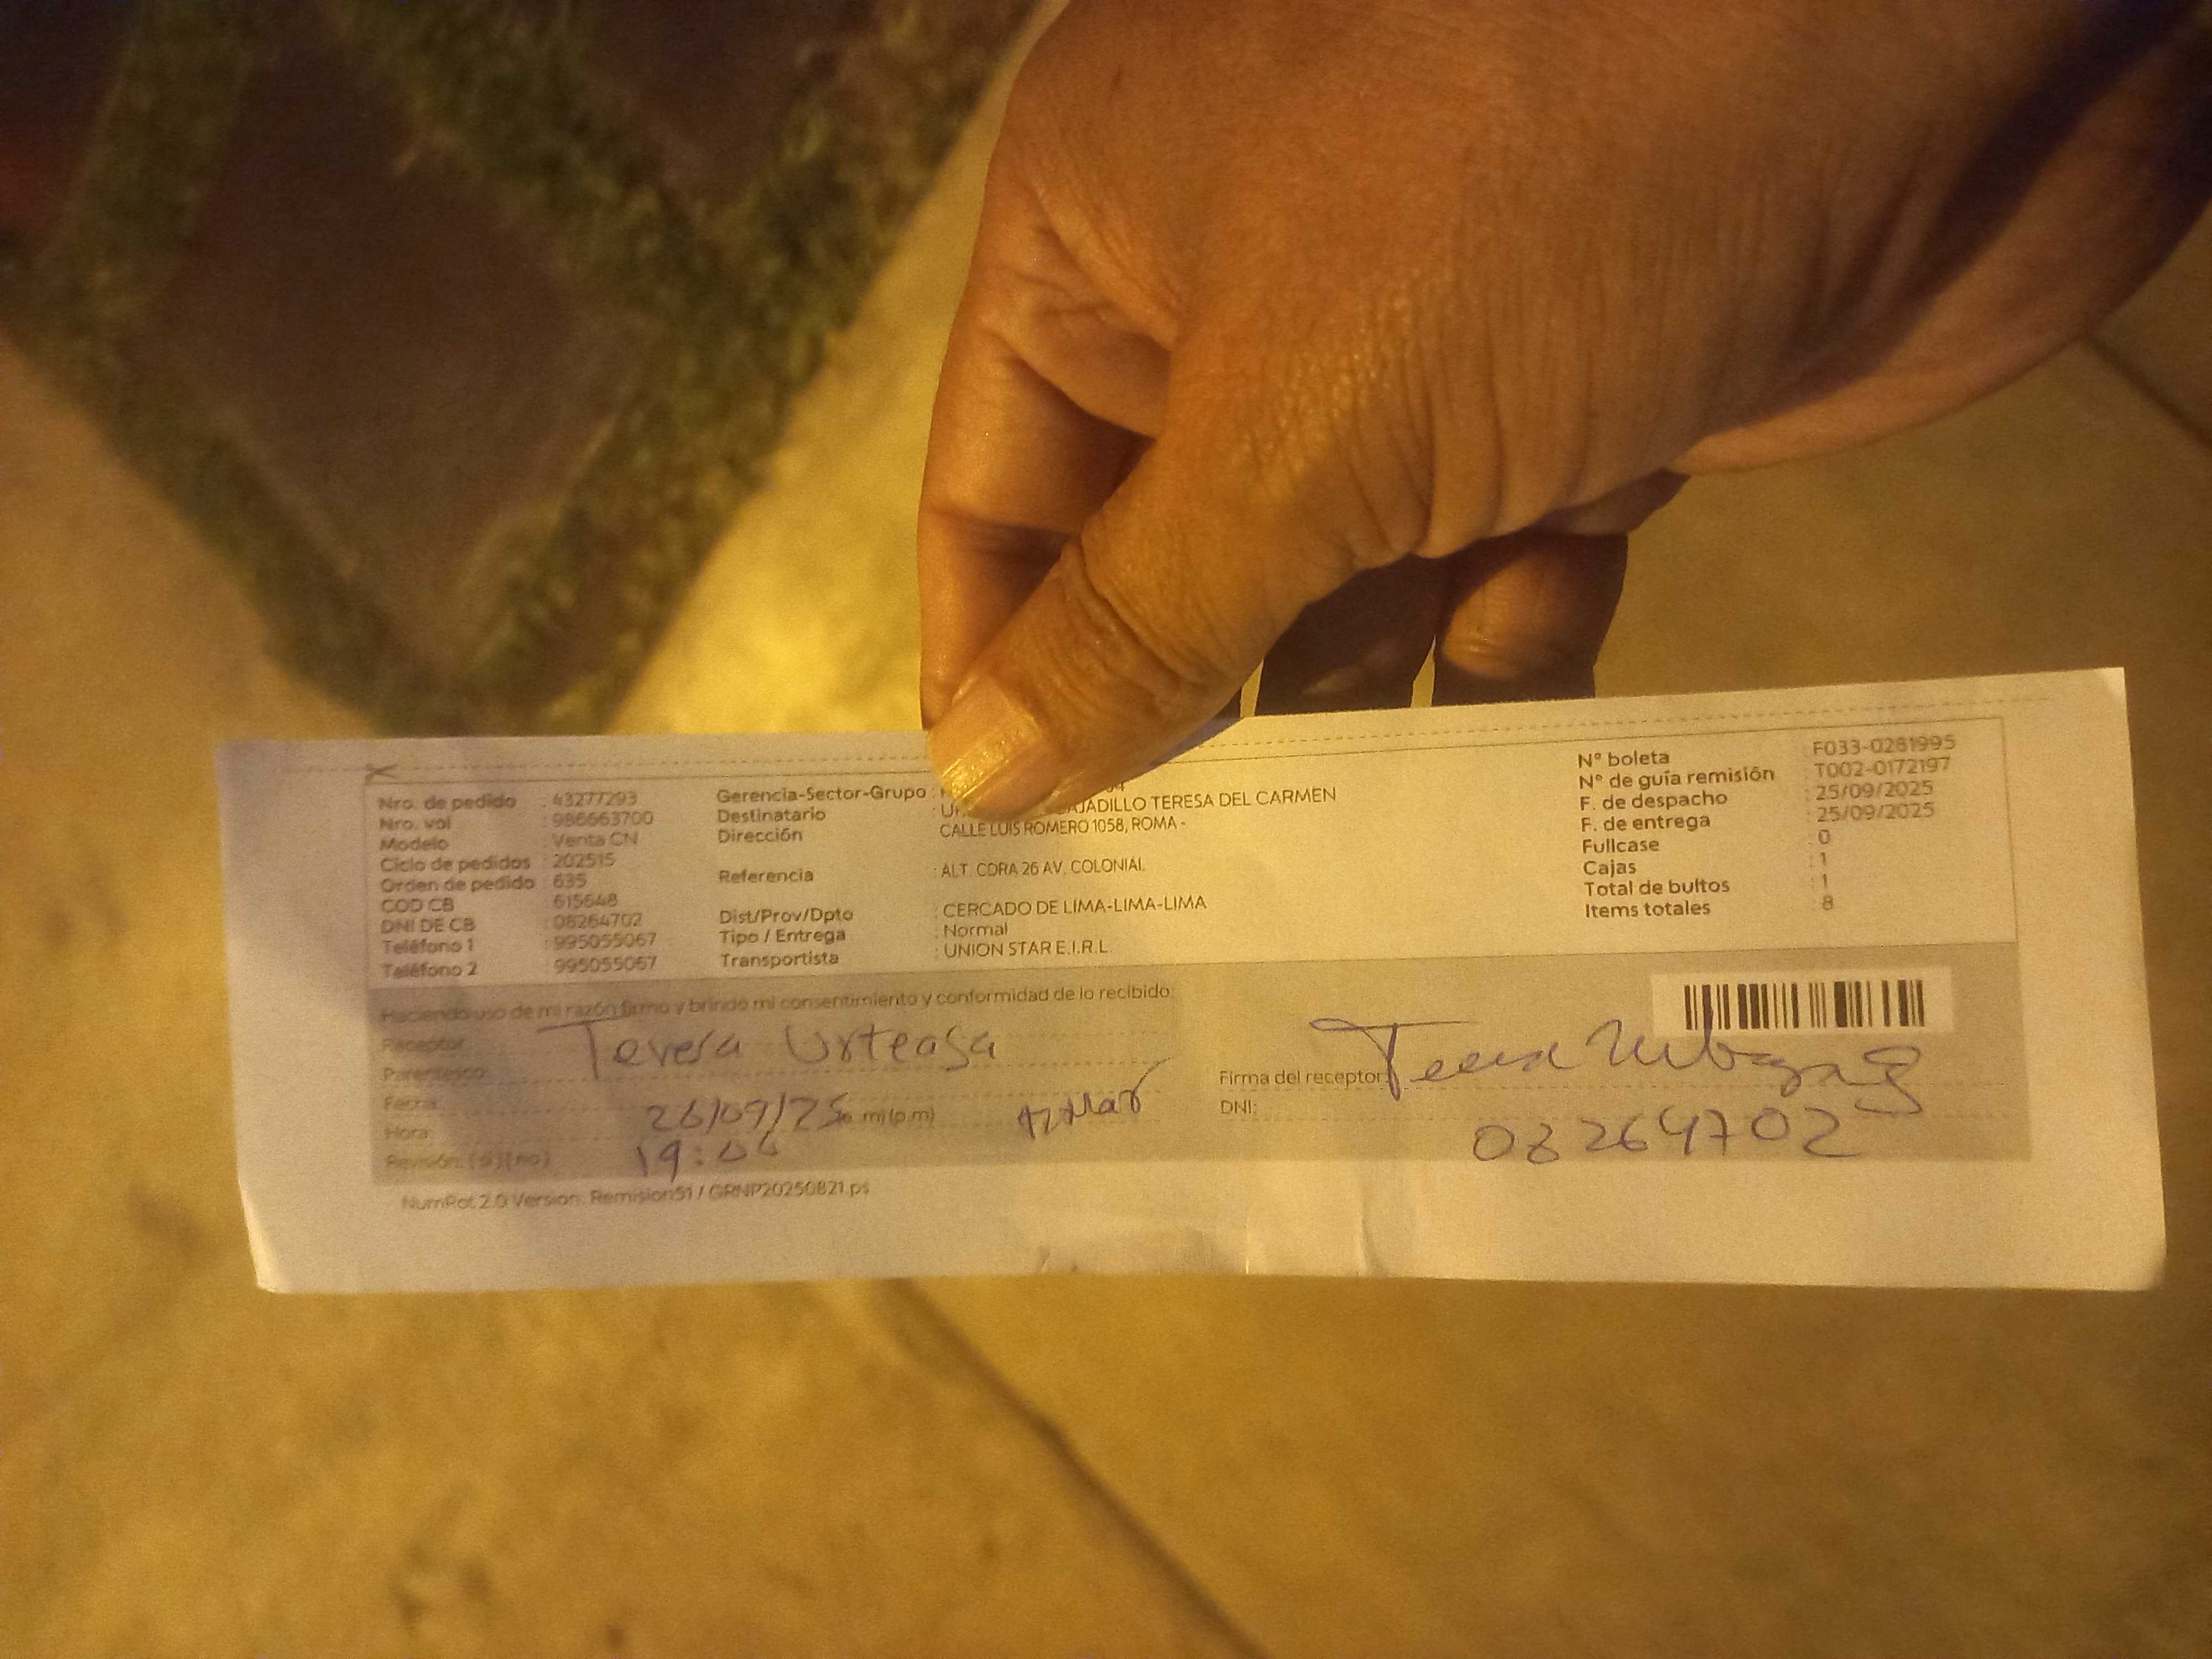 Nro. de pedido : 43277293
Nro. vol : 986663700
Modelo : Venta CN
Ciclo de pedidos : 202515
Orden de pedido : 635
COD CB : 615648
DNI DE CB : 08264702
Teléfono 1 : 995055067
Teléfono 2 : 995055067
Gerencia-Sector-Grupo :
Destinatario : TERESA DEL CARMEN
Dirección : CALLE LUIS ROMERO 1058, ROMA -
Referencia : ALT. CDRA 26 AV. COLONIAL
Dist/Prov/Dpto : CERCADO DE LIMA-LIMA-LIMA
Tipo / Entrega : Normal
Transportista : UNION STAR E.I.R.L.
N° boleta : F033-0281995
N° de guía remisión : T002-0172197
F. de despacho : 25/09/2025
F. de entrega : 25/09/2025
Fullcase : 0
Cajas : 1
Total de bultos : 1
Items totales : 8
Haciendo uso de mi razón firmo y brindo mi consentimiento y conformidad de lo recibido:
Receptor: Teresa Urteaga
Parentesco:
Fecha: 26/09/25
Hora: 19:06 m) (p.m)
Revisión: (si) (no)
Firma del receptor:
DNI: 08264702
NumRot 2.0 Version: Remision51 / GRNP20250821.ps